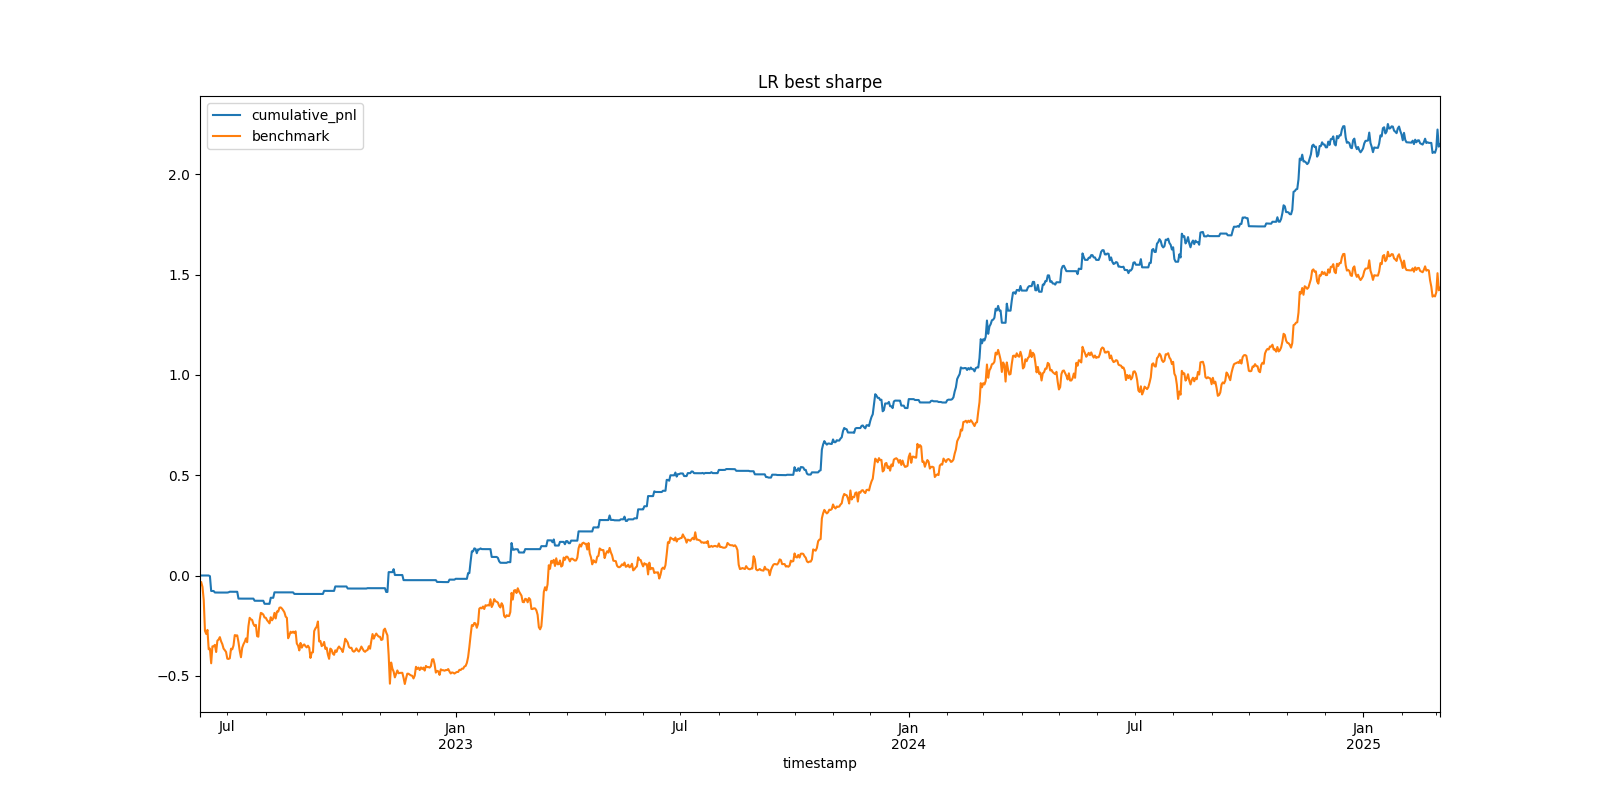 LR best sharpe
cumulative_pnl
benchmark
2.0
1.5
1.0
0.5
0.0
−0.5
Jul
Jan
2023
Jul
Jan
2024
Jul
Jan
2025
timestamp